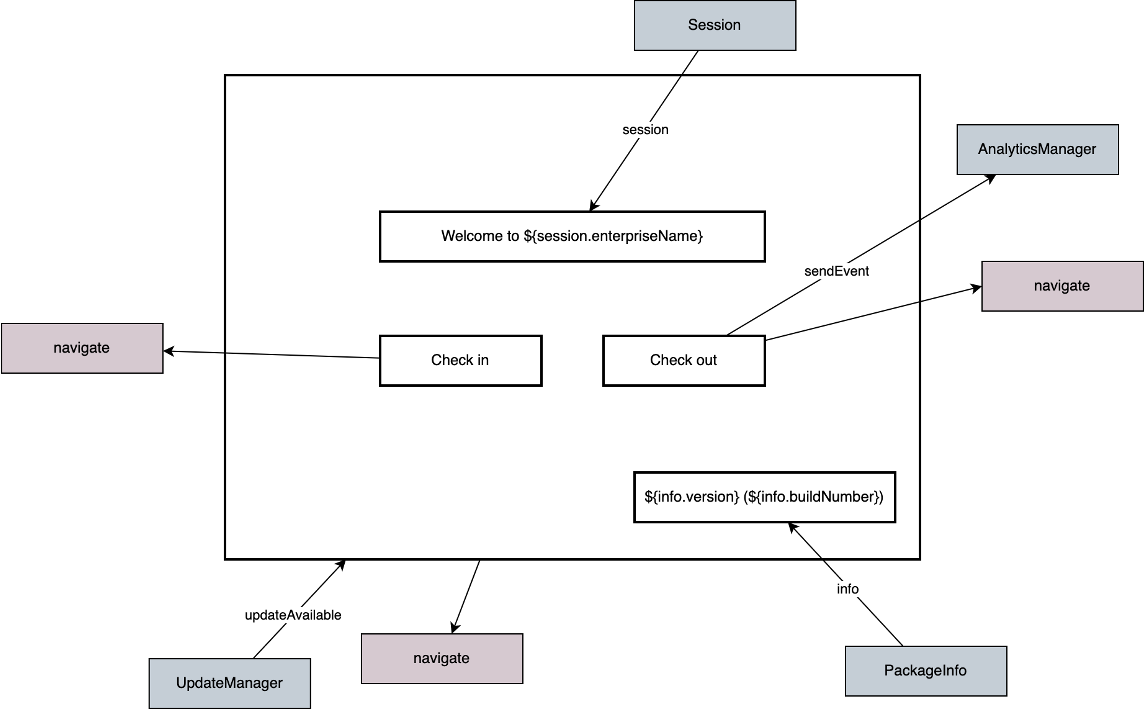 Session
session
AnalyticsManager
Welcome to ${session.enterpriseName}
sendEvent
navigate
navigate
Check in
Check out
${info.version} (${info.buildNumber})
info
updateAvailable
navigate
PackageInfo
UpdateManager